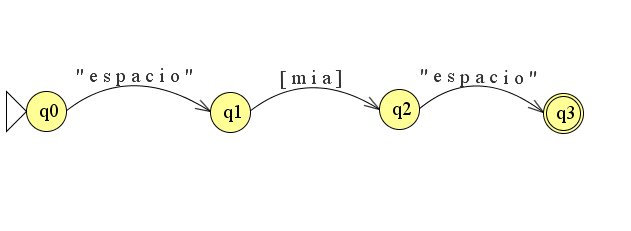 "espacio" [mia] "espacio"
q0 q1 q2 q3